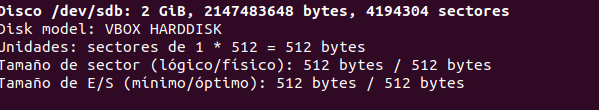 Disco /dev/sdb: 2 GiB, 2147483648 bytes, 4194304 sectores
Disk model: VBOX HARDDISK
Unidades: sectores de 1 * 512 = 512 bytes
Tamaño de sector (lógico/físico): 512 bytes / 512 bytes
Tamaño de E/S (mínimo/óptimo): 512 bytes / 512 bytes